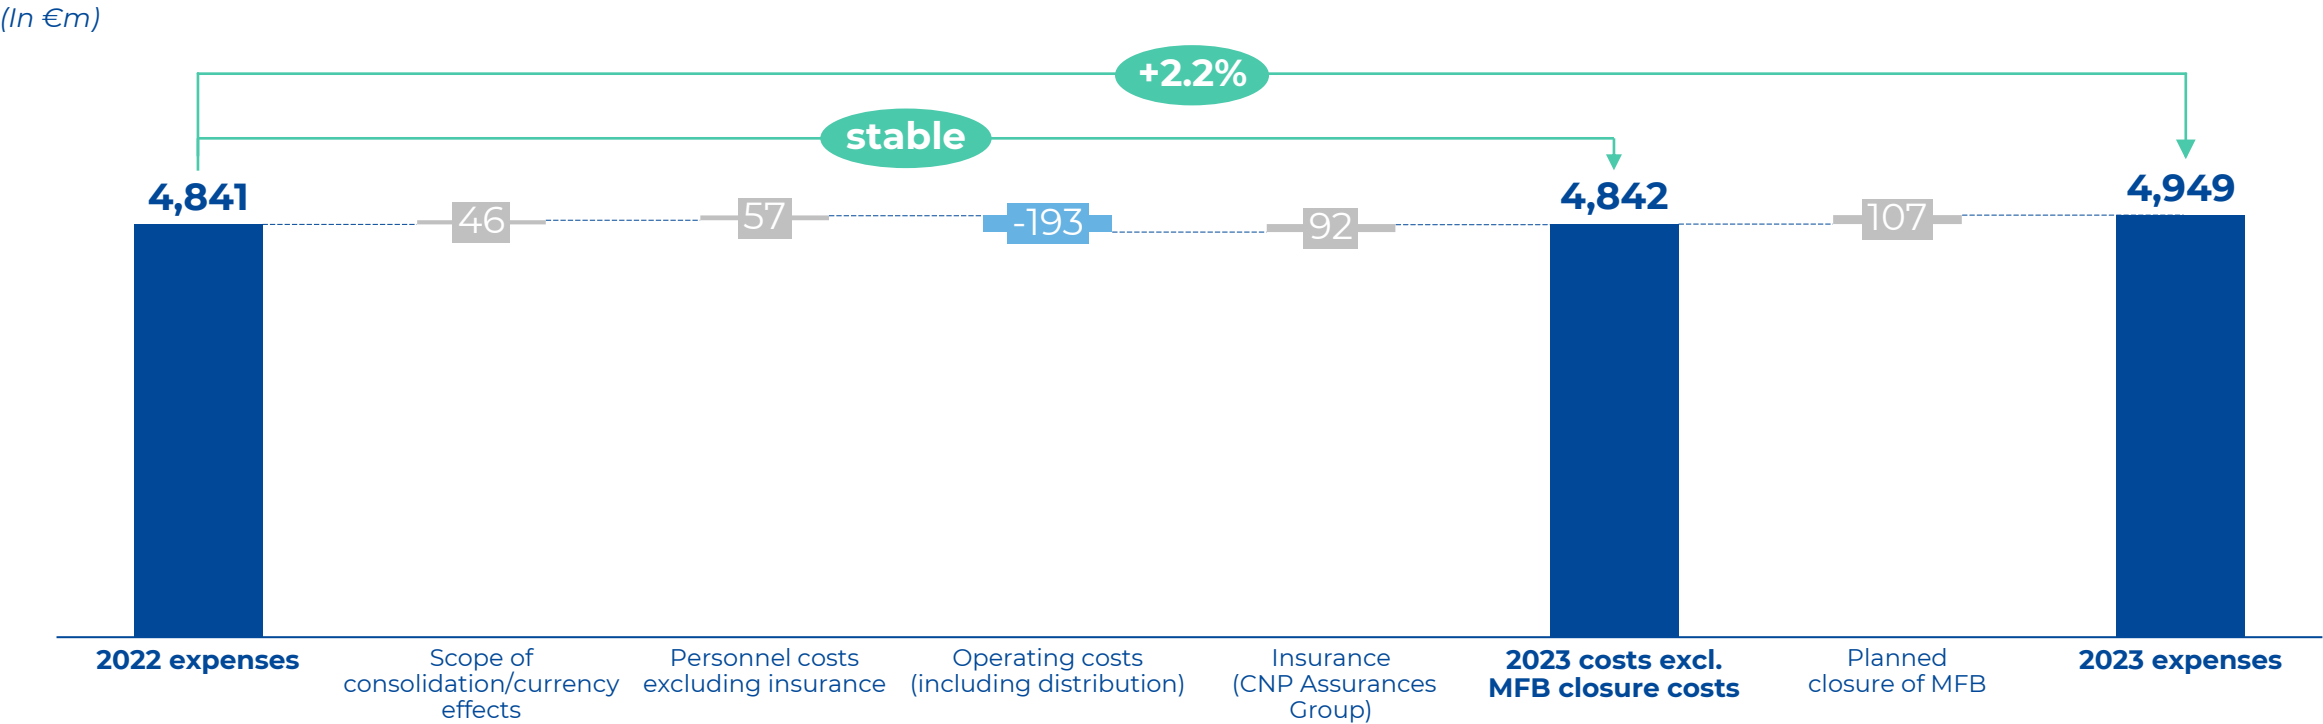 (In €m)
+2.2%
stable
4,841
46
57
-193
92
4,842
107
4,949
2022 expenses
Scope of
consolidation/currency
effects
Personnel costs
excluding insurance
Operating costs
(including distribution)
Insurance
(CNP Assurances
Group)
2023 costs excl.
MFB closure costs
Planned
closure of MFB
2023 expenses